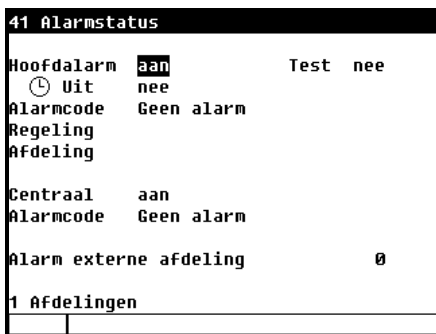 41 Alarmstatus
Hoofdalarm aan Test nee
Uit nee
Alarmcode Geen alarm
Regeling
Afdeling
Centraal aan
Alarmcode Geen alarm
Alarm externe afdeling 0
1 Afdelingen